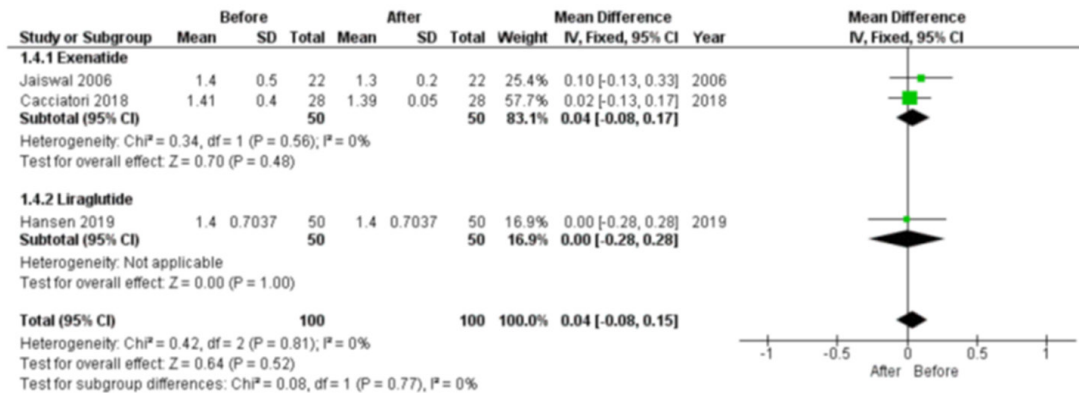 Before After Mean Difference Mean Difference
Study or Subgroup Mean SD Total Mean SD Total Weight IV, Fixed, 95% CI Year IV, Fixed, 95% CI
1.4.1 Exenatide
Jaiswal 2006 1.4 0.5 22 1.3 0.2 22 25.4% 0.10 [-0.13, 0.33] 2006
Cacciatori 2018 1.41 0.4 28 1.39 0.05 28 57.7% 0.02 [-0.13, 0.17] 2018
Subtotal (95% CI) 50 50 83.1% 0.04 [-0.08, 0.17]
Heterogeneity: Chi² = 0.34, df = 1 (P = 0.56); I² = 0%
Test for overall effect: Z = 0.70 (P = 0.48)
1.4.2 Liraglutide
Hansen 2019 1.4 0.7037 50 1.4 0.7037 50 16.9% 0.00 [-0.28, 0.28] 2019
Subtotal (95% CI) 50 50 16.9% 0.00 [-0.28, 0.28]
Heterogeneity: Not applicable
Test for overall effect: Z = 0.00 (P = 1.00)
Total (95% CI) 100 100 100.0% 0.04 [-0.08, 0.15]
Heterogeneity: Chi² = 0.42, df = 2 (P = 0.81); I² = 0%
Test for overall effect: Z = 0.64 (P = 0.52)
Test for subgroup differences: Chi² = 0.08, df = 1 (P = 0.77), I² = 0%
-1 -0.5 0 0.5 1
After Before